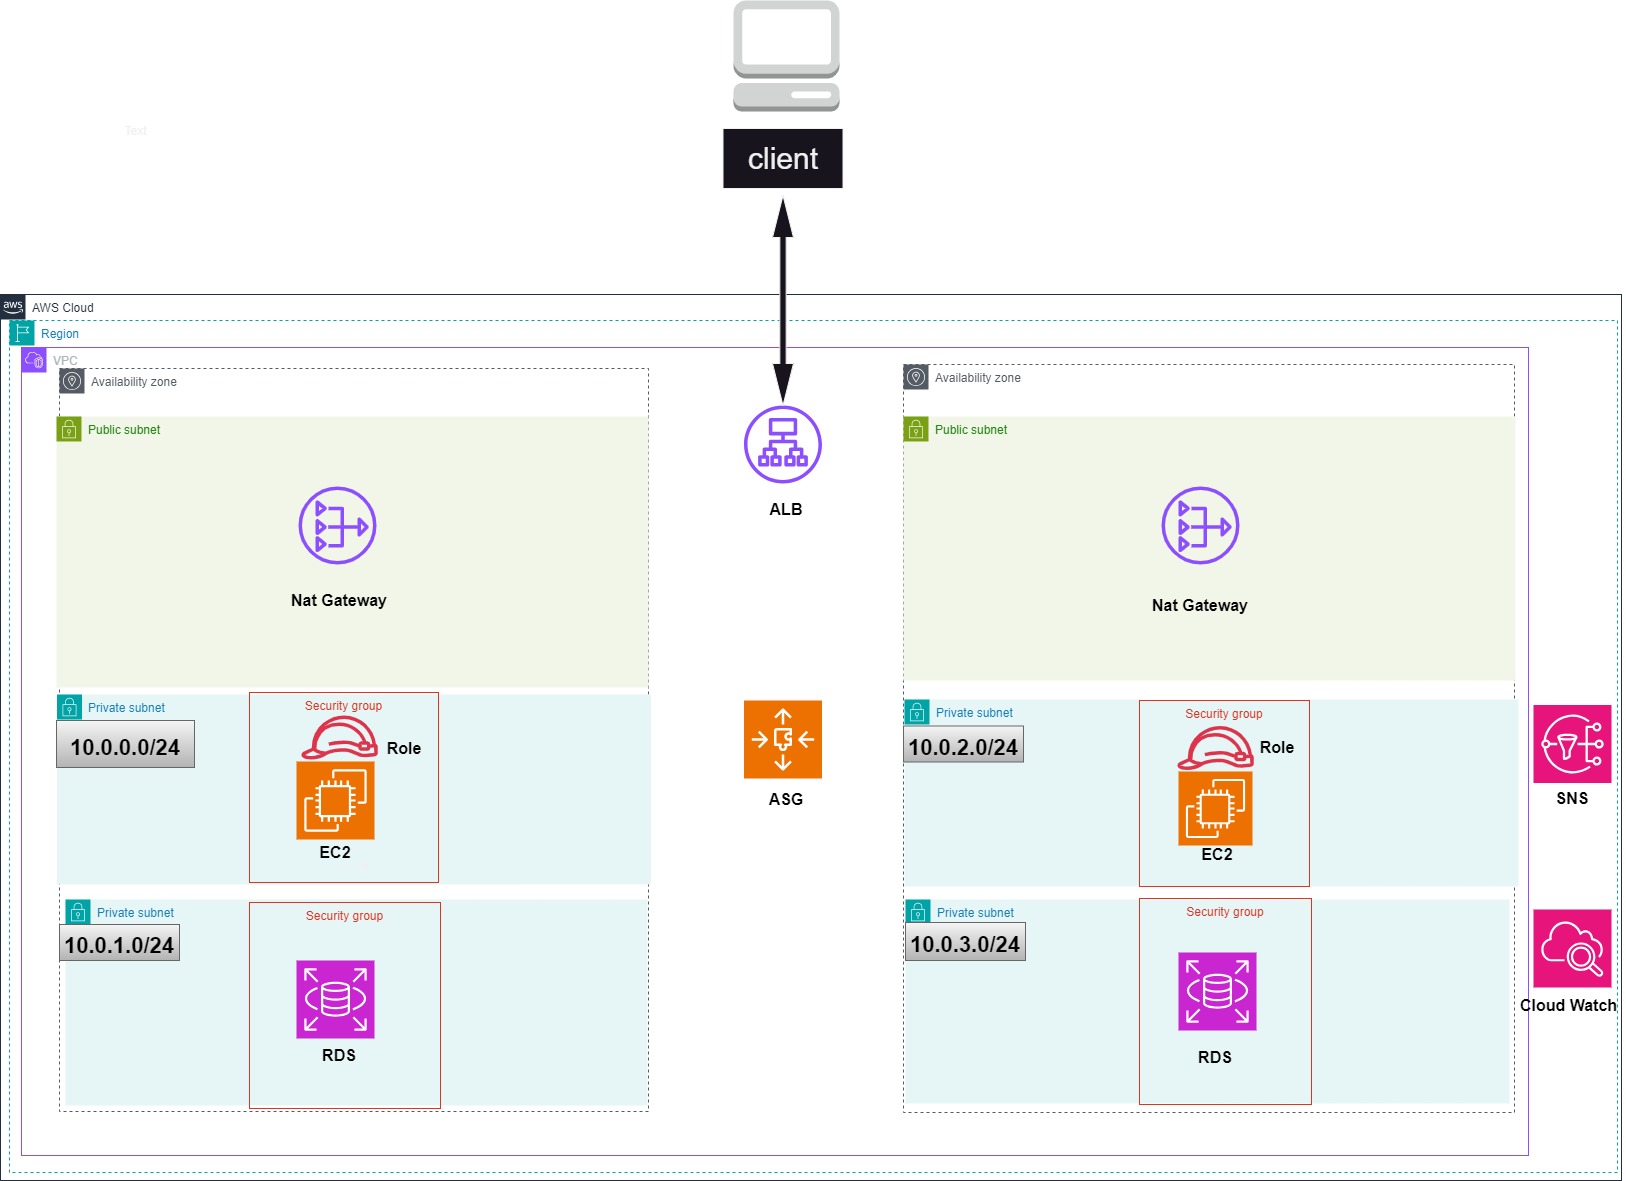 Text
client
aws
AWS Cloud
Region
VPC
Availability zone
Public subnet
Nat Gateway
Private subnet
10.0.0.0/24
Security group
Role
EC2
Private subnet
10.0.1.0/24
Security group
RDS
ALB
ASG
Availability zone
Public subnet
Nat Gateway
Private subnet
10.0.2.0/24
Security group
Role
EC2
Private subnet
10.0.3.0/24
Security group
RDS
SNS
Cloud Watch